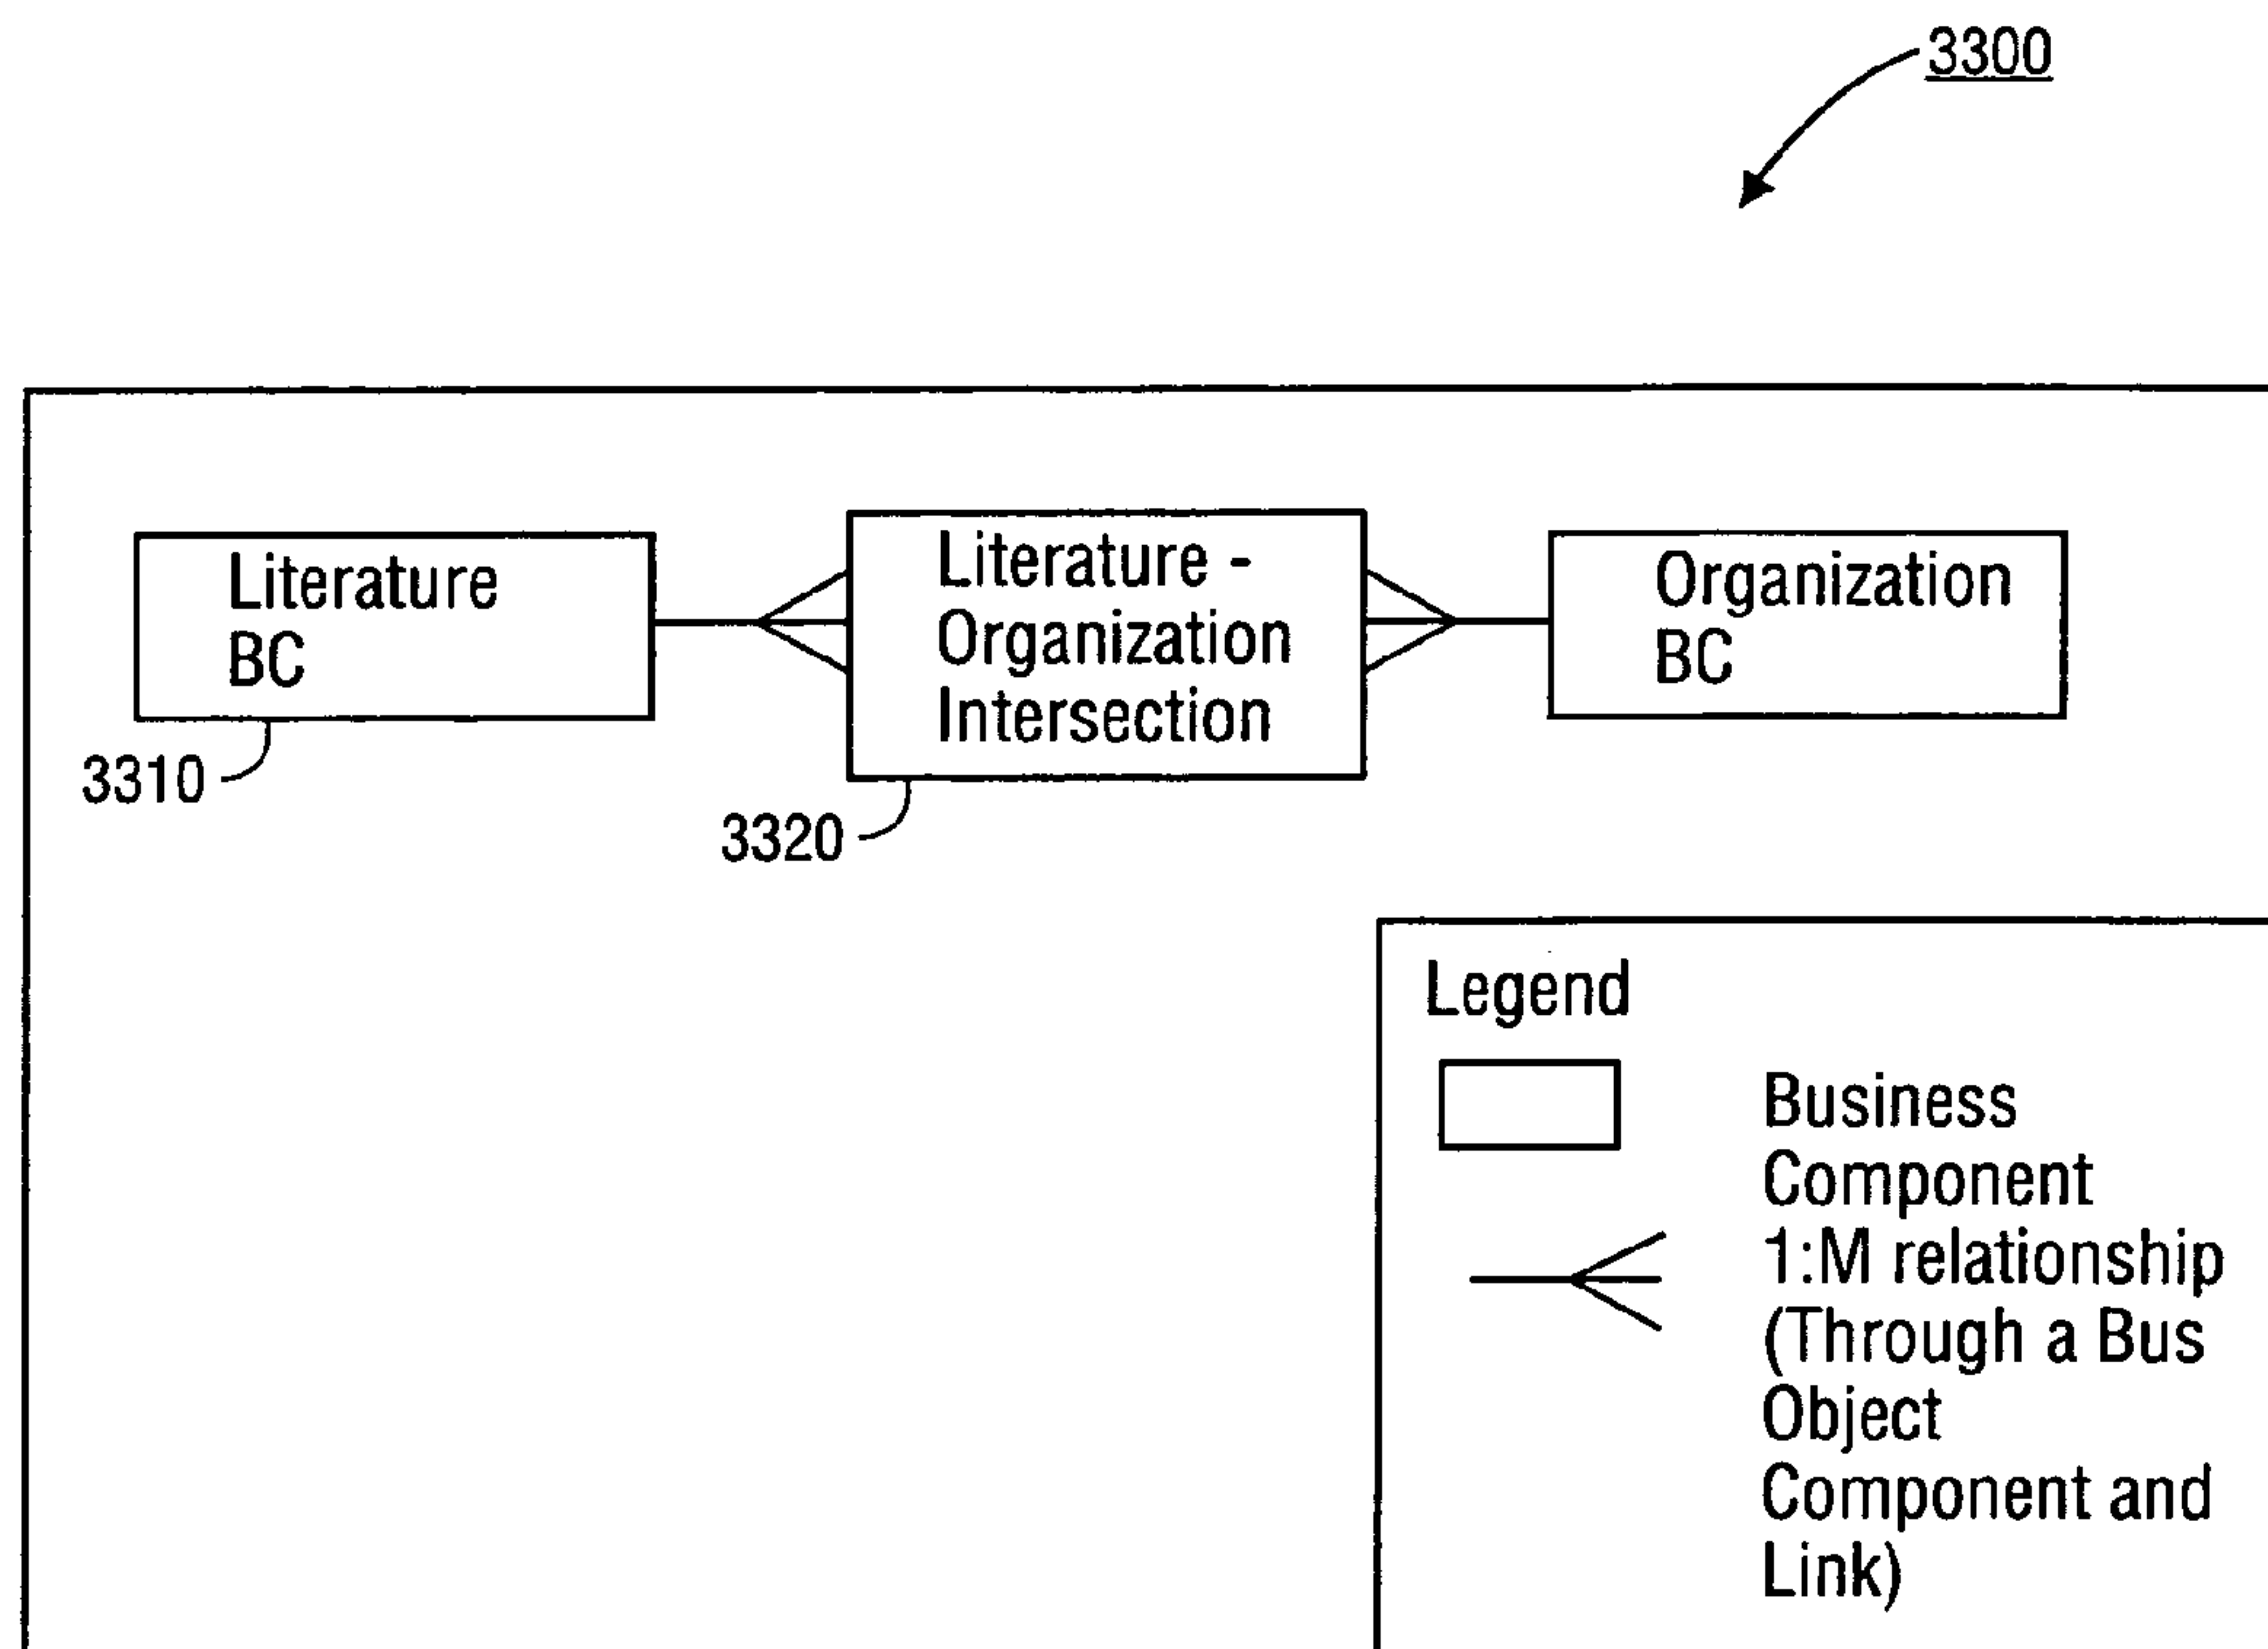 3300
Literature
BC
3310
Literature -
Organization
Intersection
3320
Organization
BC
Legend
Business
Component
1:M relationship
(Through a Bus
Object
Component and
Link)